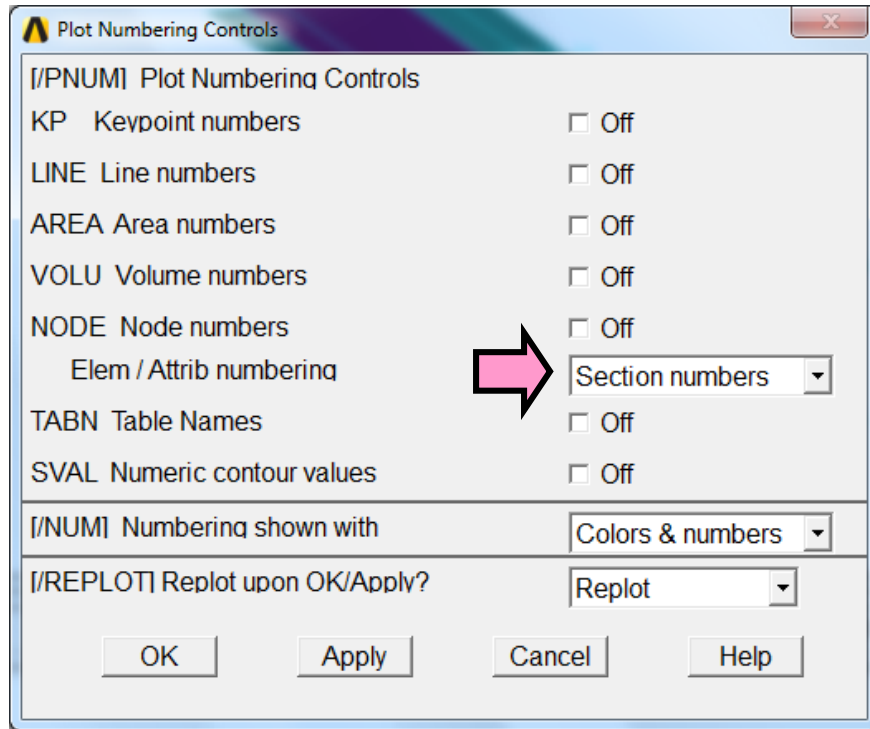 Plot Numbering Controls
[/PNUM] Plot Numbering Controls
KP Keypoint numbers Off
LINE Line numbers Off
AREA Area numbers Off
VOLU Volume numbers Off
NODE Node numbers Off
Elem / Attrib numbering Section numbers
TABN Table Names Off
SVAL Numeric contour values Off
[/NUM] Numbering shown with Colors & numbers
[/REPLOT] Replot upon OK/Apply? Replot
OK Apply Cancel Help